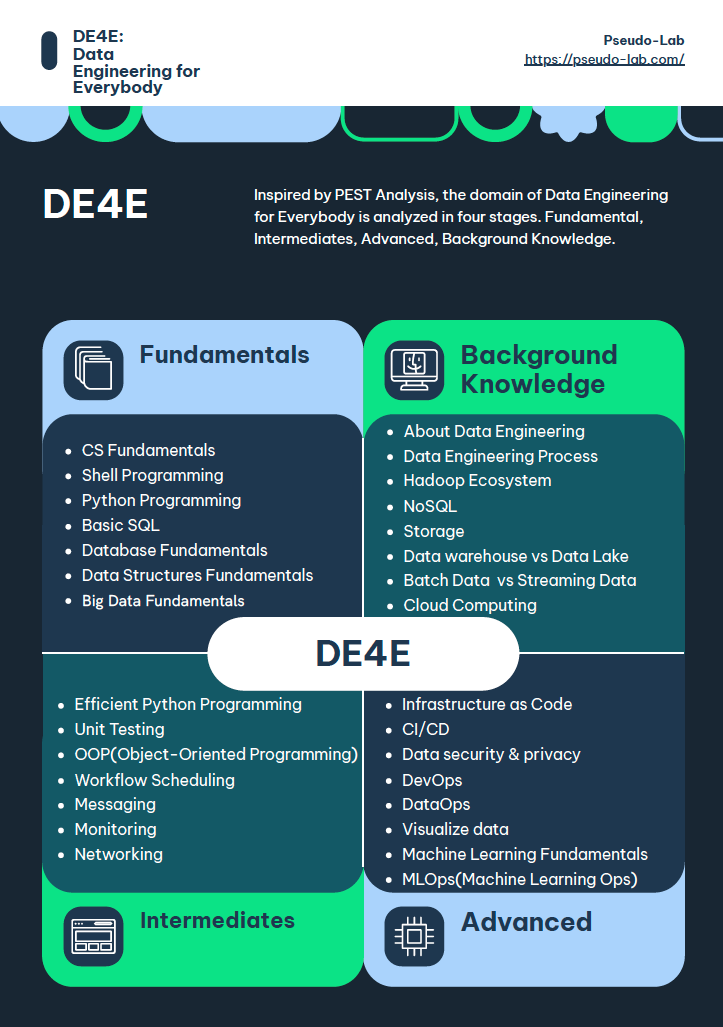 DE4E:
Data
Engineering for
Everybody
Pseudo-Lab
https://pseudo-lab.com/
DE4E
Inspired by PEST Analysis, the domain of Data Engineering
for Everybody is analyzed in four stages. Fundamental,
Intermediates, Advanced, Background Knowledge.
Fundamentals
• CS Fundamentals
• Shell Programming
• Python Programming
• Basic SQL
• Database Fundamentals
• Data Structures Fundamentals
• Big Data Fundamentals
Background
Knowledge
• About Data Engineering
• Data Engineering Process
• Hadoop Ecosystem
• NoSQL
• Storage
• Data warehouse vs Data Lake
• Batch Data  vs Streaming Data
• Cloud Computing
DE4E
• Efficient Python Programming
• Unit Testing
• OOP(Object-Oriented Programming)
• Workflow Scheduling
• Messaging
• Monitoring
• Networking
Intermediates
• Infrastructure as Code
• CI/CD
• Data security & privacy
• DevOps
• DataOps
• Visualize data
• Machine Learning Fundamentals
• MLOps(Machine Learning Ops)
Advanced